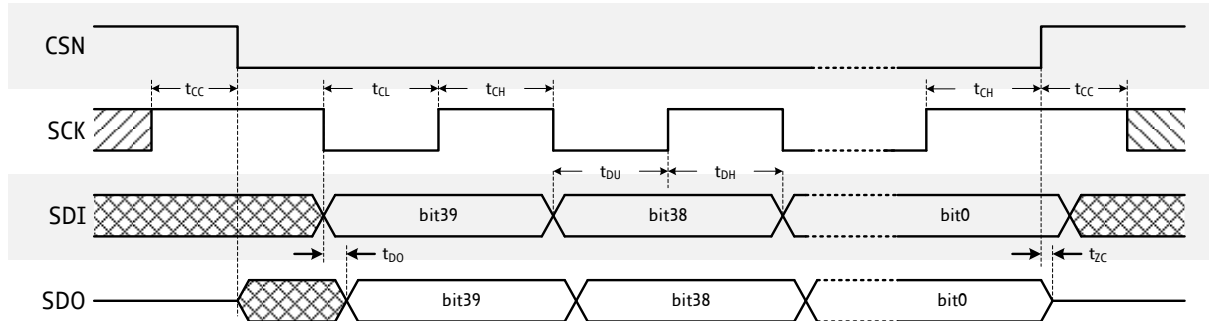 CSN
tCC tCL tCH tCH tCC
SCK
tDU tDH
SDI bit39 bit38 bit0
tDO tZC
SDO bit39 bit38 bit0